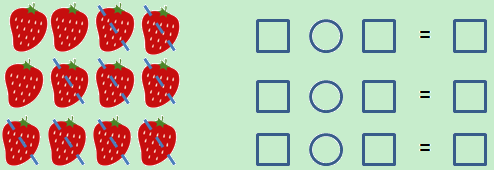 =
=
=